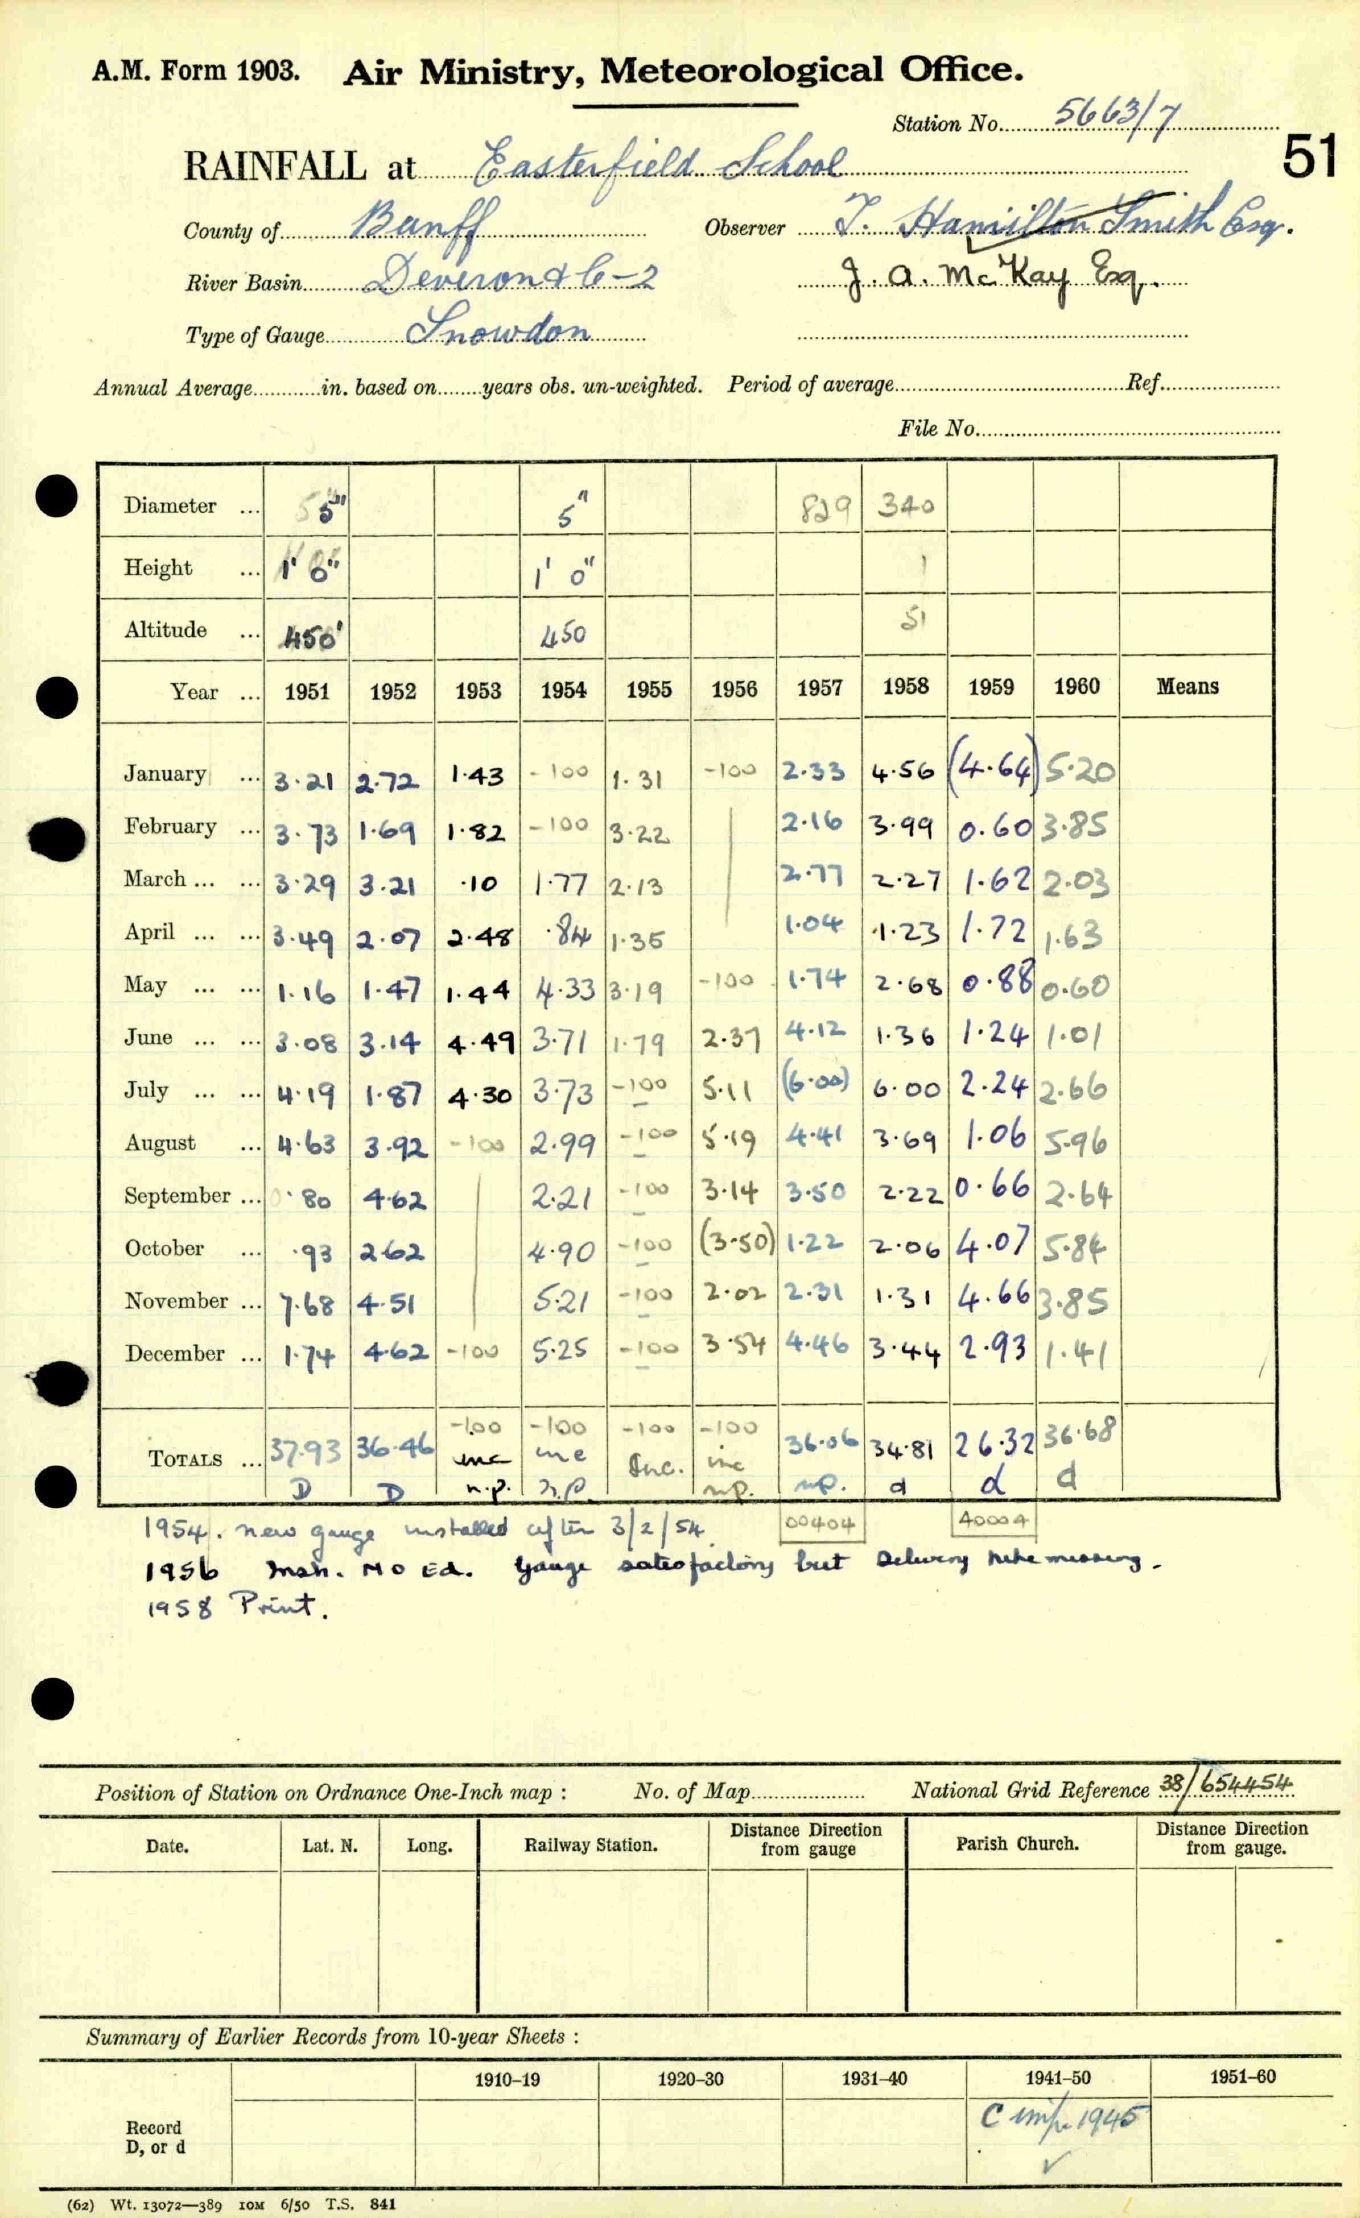 A.M. Form 1903. Air Ministry, Meteorological Office.
Station No. 5663/7
51
RAINFALL at Easterfield School
County of Banff Observer T. Hamilton Smith Esq.
River Basin Deveron & C-2 J. A. McKay Esq.
Type of Gauge Snowdon
Annual Average in. based on years obs. un-weighted. Period of average Ref.
File No.
Diameter ... 5" 5" 829 340
Height ... 1' 0" 1' 0" 1
Altitude ... 450' 450 51
Year ... 1951 1952 1953 1954 1955 1956 1957 1958 1959 1960 Means
January ... 3.21 2.72 1.43 -100 1.31 -100 2.33 4.56 (4.64) 5.20
February ... 3.73 1.69 1.82 -100 3.22 2.16 3.99 0.60 3.85
March ... ... 3.29 3.21 .10 1.77 2.13 2.77 2.27 1.62 2.03
April ... ... 3.49 2.07 2.48 .84 1.35 1.04 1.23 1.72 1.63
May ... ... 1.16 1.47 1.44 4.33 3.19 -100 1.74 2.68 0.88 0.60
June ... ... 3.08 3.14 4.49 3.71 1.79 2.37 4.12 1.36 1.24 1.01
July ... ... 4.19 1.87 4.30 3.73 -100 5.11 (6.00) 6.00 2.24 2.66
August ... 4.63 3.92 -100 2.99 -100 5.19 4.41 3.69 1.06 5.96
September ... 0.80 4.62 2.21 -100 3.14 3.50 2.22 0.66 2.64
October ... .93 2.62 4.90 -100 (3.50) 1.22 2.06 4.07 5.84
November ... 7.68 4.51 5.21 -100 2.02 2.31 1.31 4.66 3.85
December ... 1.74 4.62 -100 5.25 -100 3.54 4.46 3.44 2.93 1.41
-100 -100 -100 -100
TOTALS ... 37.93 36.46 inc inc Inc. inc 36.06 34.81 26.32 36.68
D D n.p. n.p. n.p. n.p. d d d
1954. new gauge installed after 3/2/54 00404 40004
1956 Insn. M O Ed. Gauge satisfactory but Delivery tube missing.
1958 Print.
Position of Station on Ordnance One-Inch map : No. of Map National Grid Reference 38/654454
Date. Lat. N. Long. Railway Station. Distance Direction from gauge Parish Church. Distance Direction from gauge.
Summary of Earlier Records from 10-year Sheets :
1910–19 1920–30 1931–40 1941–50 1951–60
Record
D, or d
C 1945
(62) Wt. 13072—389 10M 6/50 T.S. 841